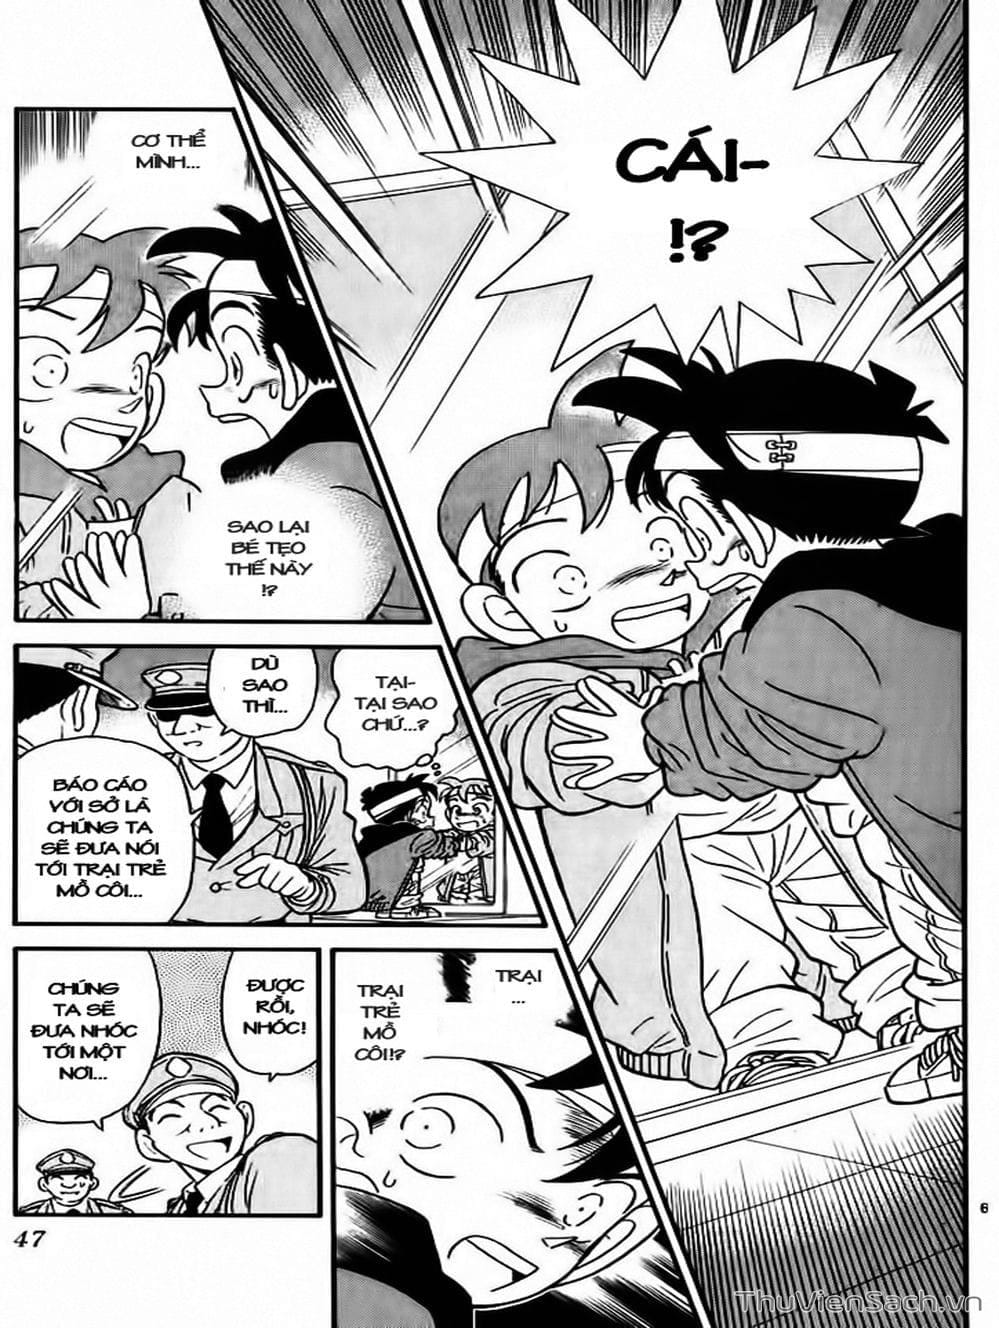 CÁI-
!?
CƠ THỂ
MÌNH...
SAO LẠI
BÉ TẸO
THẾ NÀY
!?
TẠI-
TẠI SAO
CHỨ...?
DÙ
SAO
THÌ...
BÁO CÁO
VỚI SỞ LÀ
CHÚNG TA
SẼ ĐƯA NÓI
TỚI TRẠI TRẺ
MỒ CÔI...
TRẠI
...
TRẠI
TRẺ
MỒ
CÔI!?
ĐƯỢC
RỒI,
NHÓC!
CHÚNG
TA SẼ
ĐƯA NHÓC
TỚI MỘT
NƠI...
6
47
ThuVienSach.vn